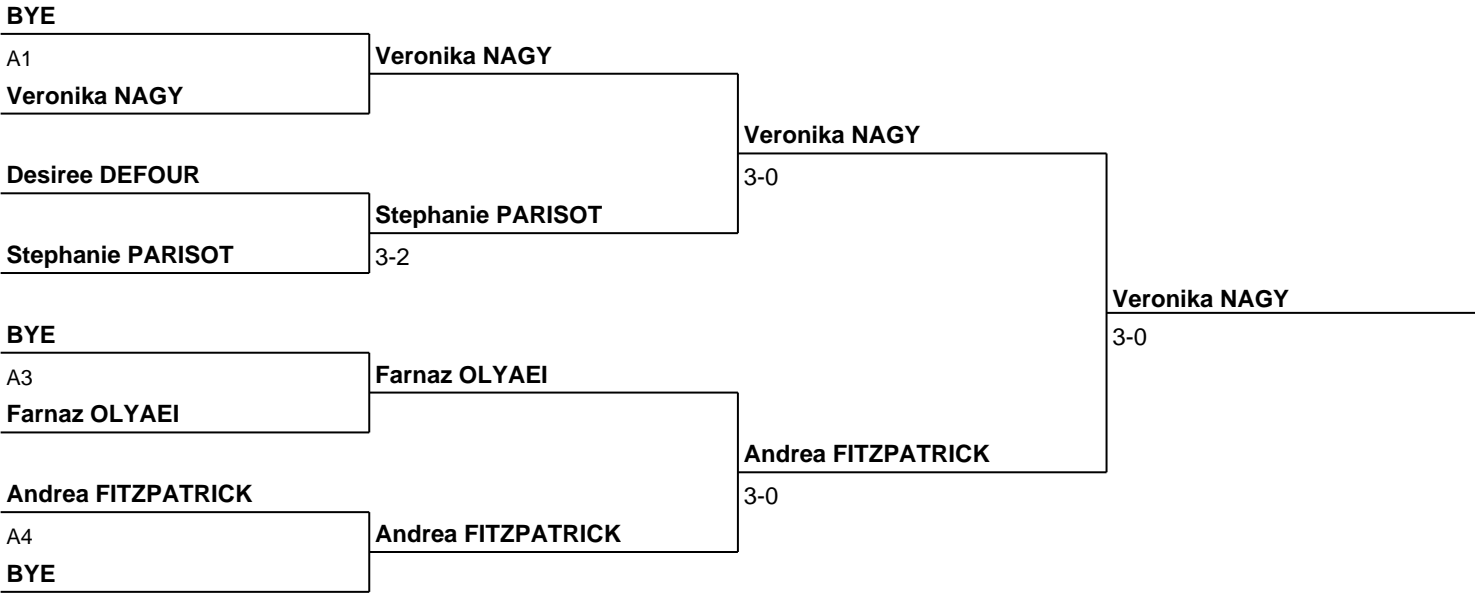 BYE
A1
Veronika NAGY
Veronika NAGY
Veronika NAGY
3-0
Desiree DEFOUR
Stephanie PARISOT
Stephanie PARISOT
3-2
Veronika NAGY
3-0
BYE
A3
Farnaz OLYAEI
Farnaz OLYAEI
Andrea FITZPATRICK
3-0
Andrea FITZPATRICK
A4
Andrea FITZPATRICK
BYE